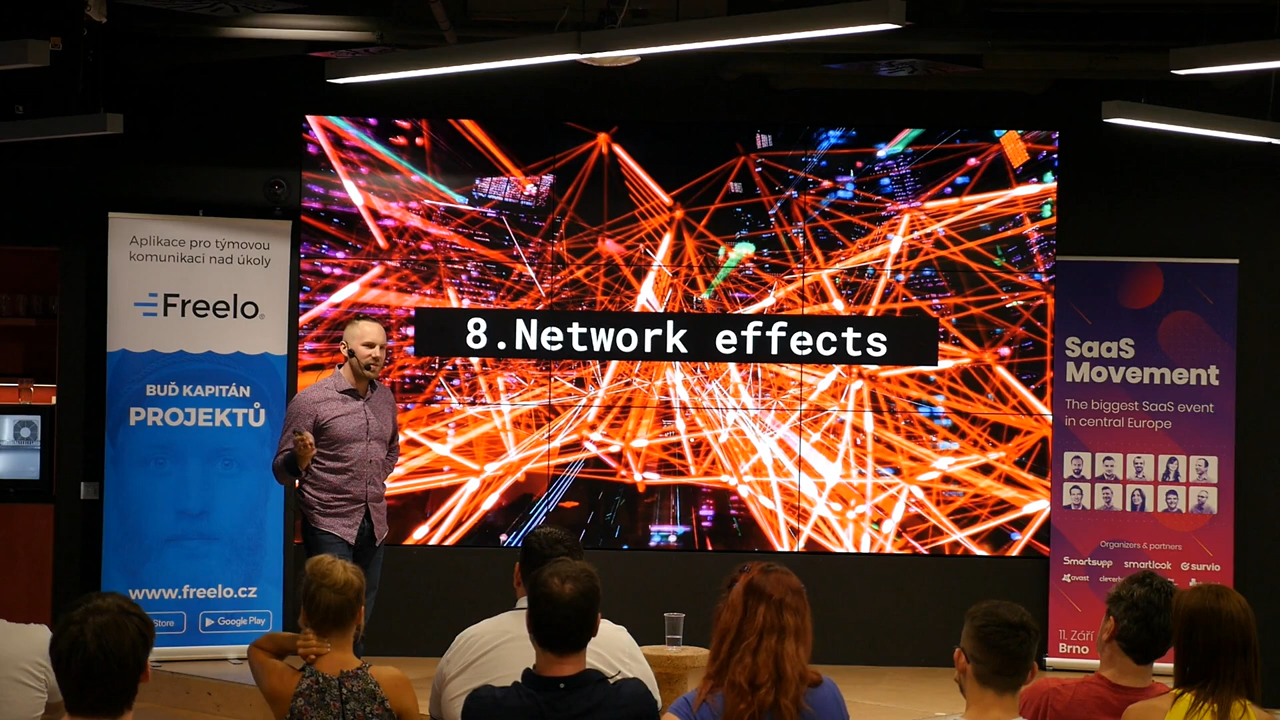 Aplikace pro týmovou
komunikaci nad úkoly
Freelo
BUĎ KAPITÁN
PROJEKTŮ
www.freelo.cz
Store
Google Play
8.Network effects
SaaS
Movement
The biggest SaaS event
in central Europe
Organizers & partners
Smartsupp smartlook survio
avast
11. Září
Brno